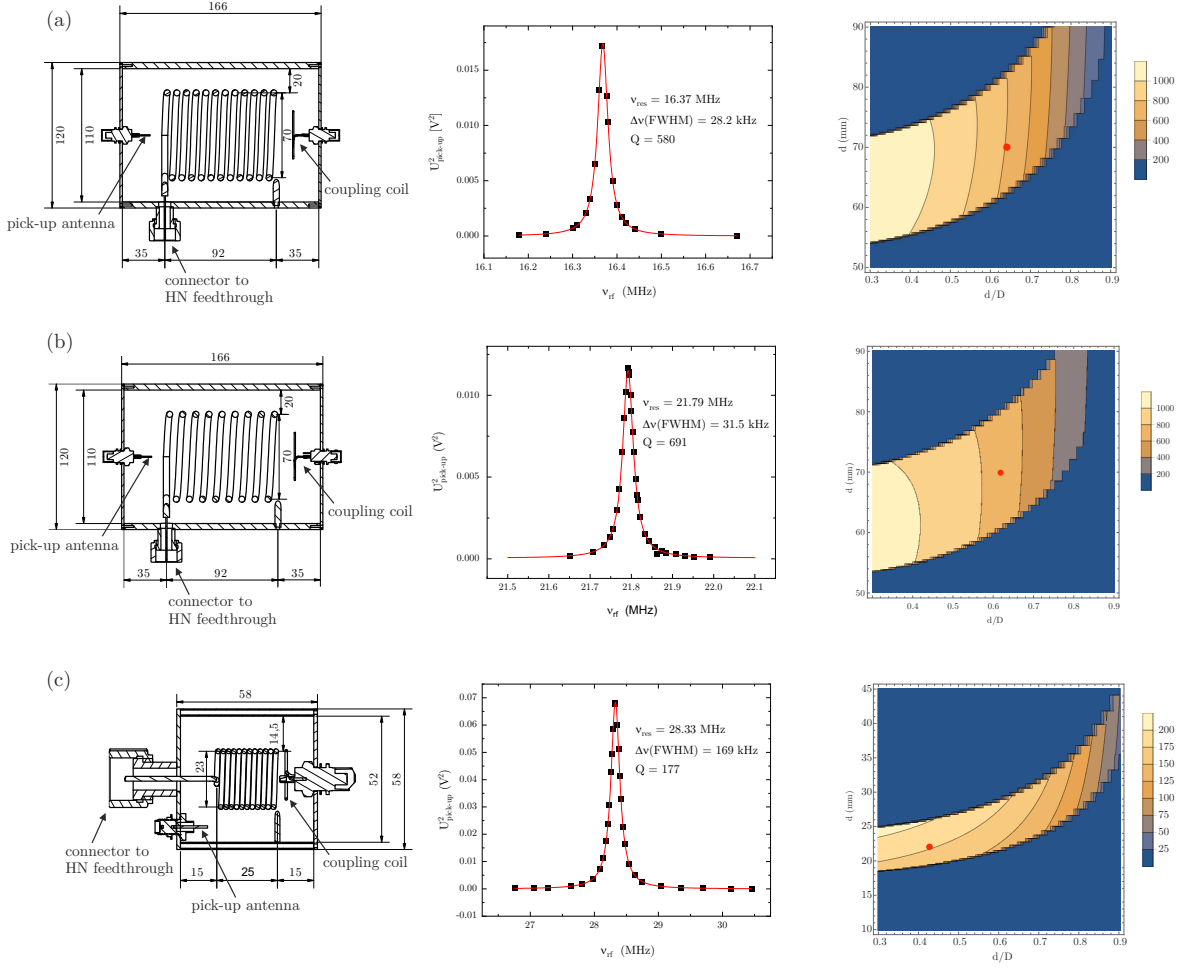 (a)
166
120
110
20
70
pick-up antenna
coupling coil
35
92
35
connector to
HN feedthrough
0.015
0.010
0.005
0.000
U²pick-up [V²]
ν_res = 16.37 MHz
Δν(FWHM) = 28.2 kHz
Q = 580
16.1 16.2 16.3 16.4 16.5 16.6 16.7
ν_rf (MHz)
90
80
70
60
50
d (mm)
0.3 0.4 0.5 0.6 0.7 0.8 0.9
d/D
1000
800
600
400
200
(b)
166
120
110
20
70
pick-up antenna
coupling coil
35
92
35
connector to
HN feedthrough
0.010
0.005
0.000
U²pick-up (V²)
ν_res = 21.79 MHz
Δν(FWHM) = 31.5 kHz
Q = 691
21.5 21.6 21.7 21.8 21.9 22.0 22.1
ν_rf (MHz)
90
80
70
60
50
d (mm)
0.4 0.5 0.6 0.7 0.8 0.9
d/D
1000
800
600
400
200
(c)
58
14,5
23
52
58
connector to
HN feedthrough
coupling coil
15
25
15
pick-up antenna
0.07
0.06
0.05
0.04
0.03
0.02
0.01
0.00
-0.01
U²pick-up (V²)
ν_res = 28.33 MHz
Δν(FWHM) = 169 kHz
Q = 177
27 28 29 30
ν_rf (MHz)
45
40
35
30
25
20
15
10
d (mm)
0.3 0.4 0.5 0.6 0.7 0.8 0.9
d/D
200
175
150
125
100
75
50
25